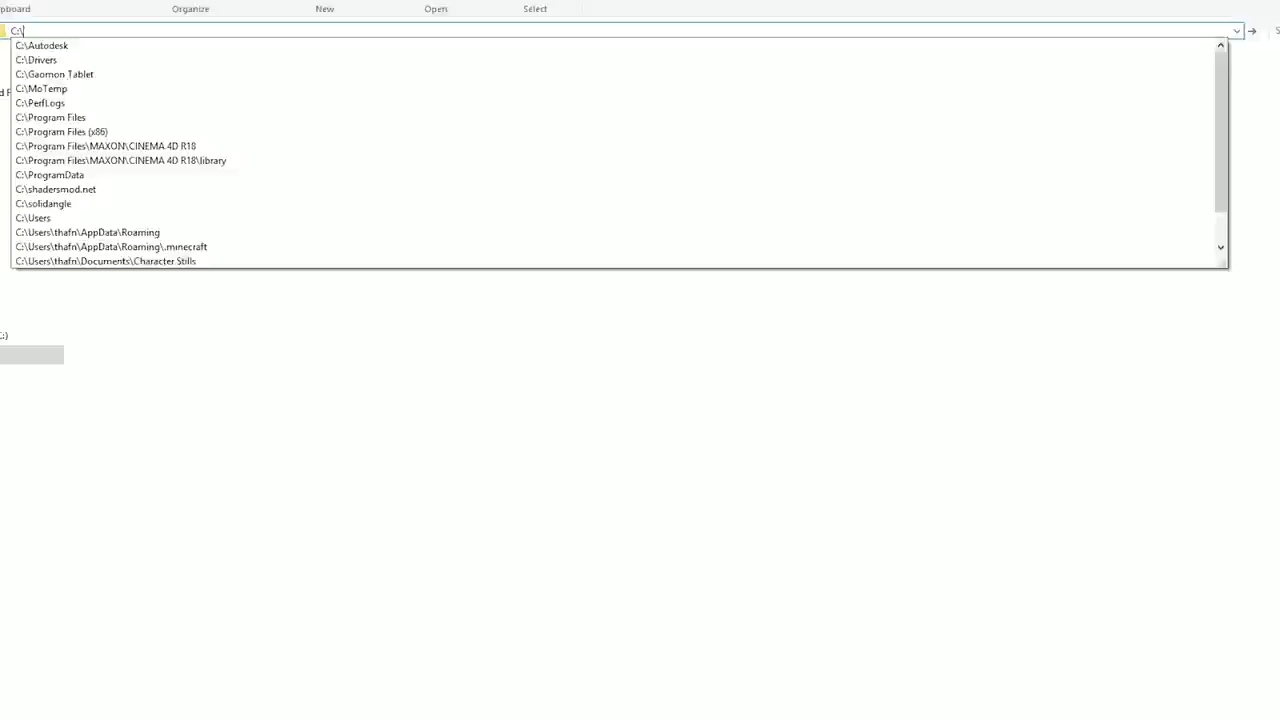 pboard Organize New Open Select
C:\
C:\Autodesk
C:\Drivers
C:\Gaomon Tablet
C:\MoTemp
C:\PerfLogs
C:\Program Files
C:\Program Files (x86)
C:\Program Files\MAXON\CINEMA 4D R18
C:\Program Files\MAXON\CINEMA 4D R18\library
C:\ProgramData
C:\shadersmod.net
C:\solidangle
C:\Users
C:\Users\thafn\AppData\Roaming
C:\Users\thafn\AppData\Roaming\.minecraft
C:\Users\thafn\Documents\Character Stills
C:)